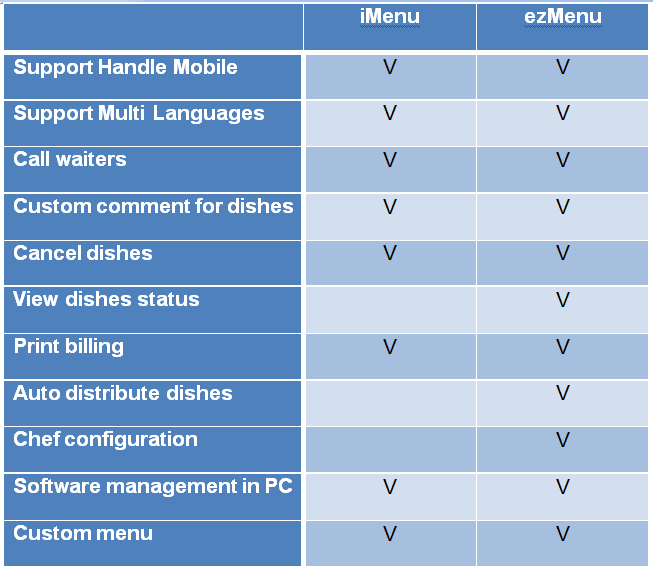 iMenu ezMenu
Support Handle Mobile V V
Support Multi Languages V V
Call waiters V V
Custom comment for dishes V V
Cancel dishes V V
View dishes status V
Print billing V V
Auto distribute dishes V
Chef configuration V
Software management in PC V V
Custom menu V V